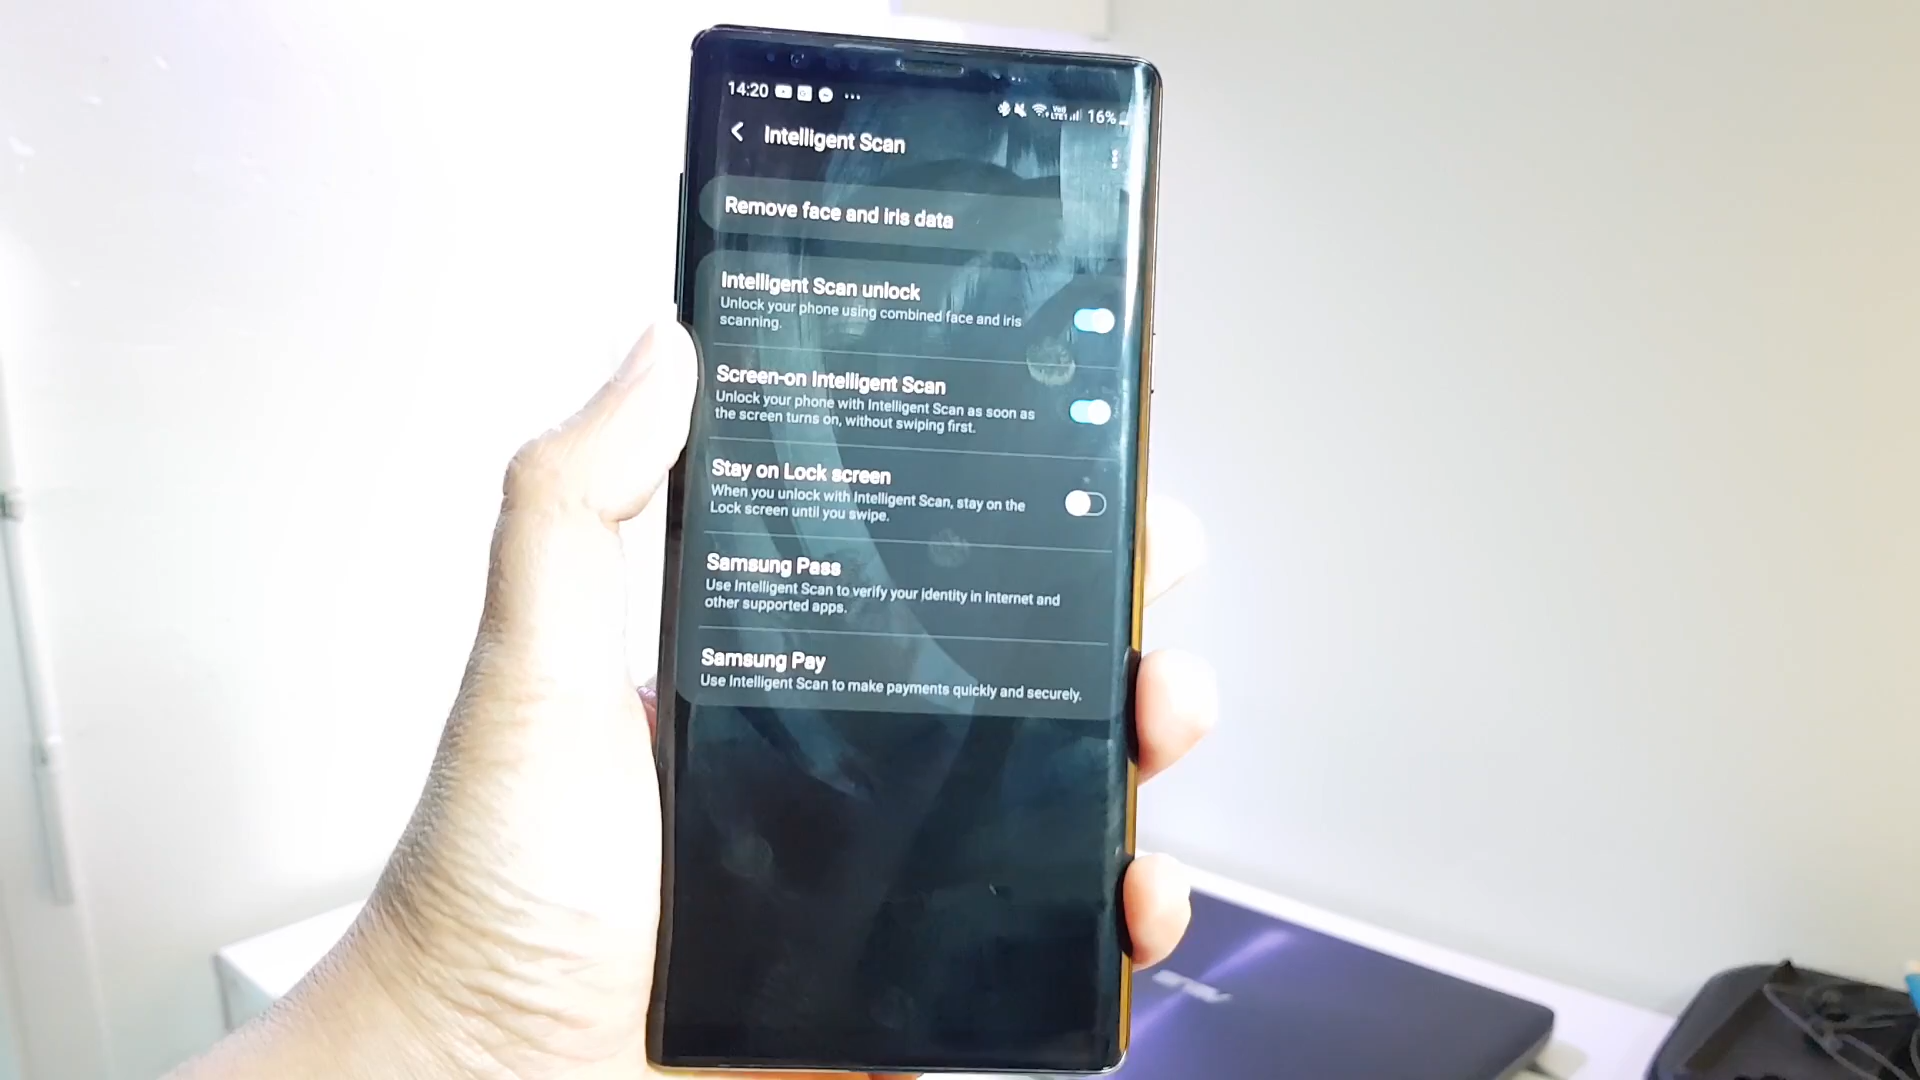 14:20 ... 16%
Intelligent Scan
Remove face and iris data
Intelligent Scan unlock
Unlock your phone using combined face and iris
scanning.
Screen-on Intelligent Scan
Unlock your phone with Intelligent Scan as soon as
the screen turns on, without swiping first.
Stay on Lock screen
When you unlock with Intelligent Scan, stay on the
Lock screen until you swipe.
Samsung Pass
Use Intelligent Scan to verify your identity in Internet and
other supported apps.
Samsung Pay
Use Intelligent Scan to make payments quickly and securely.